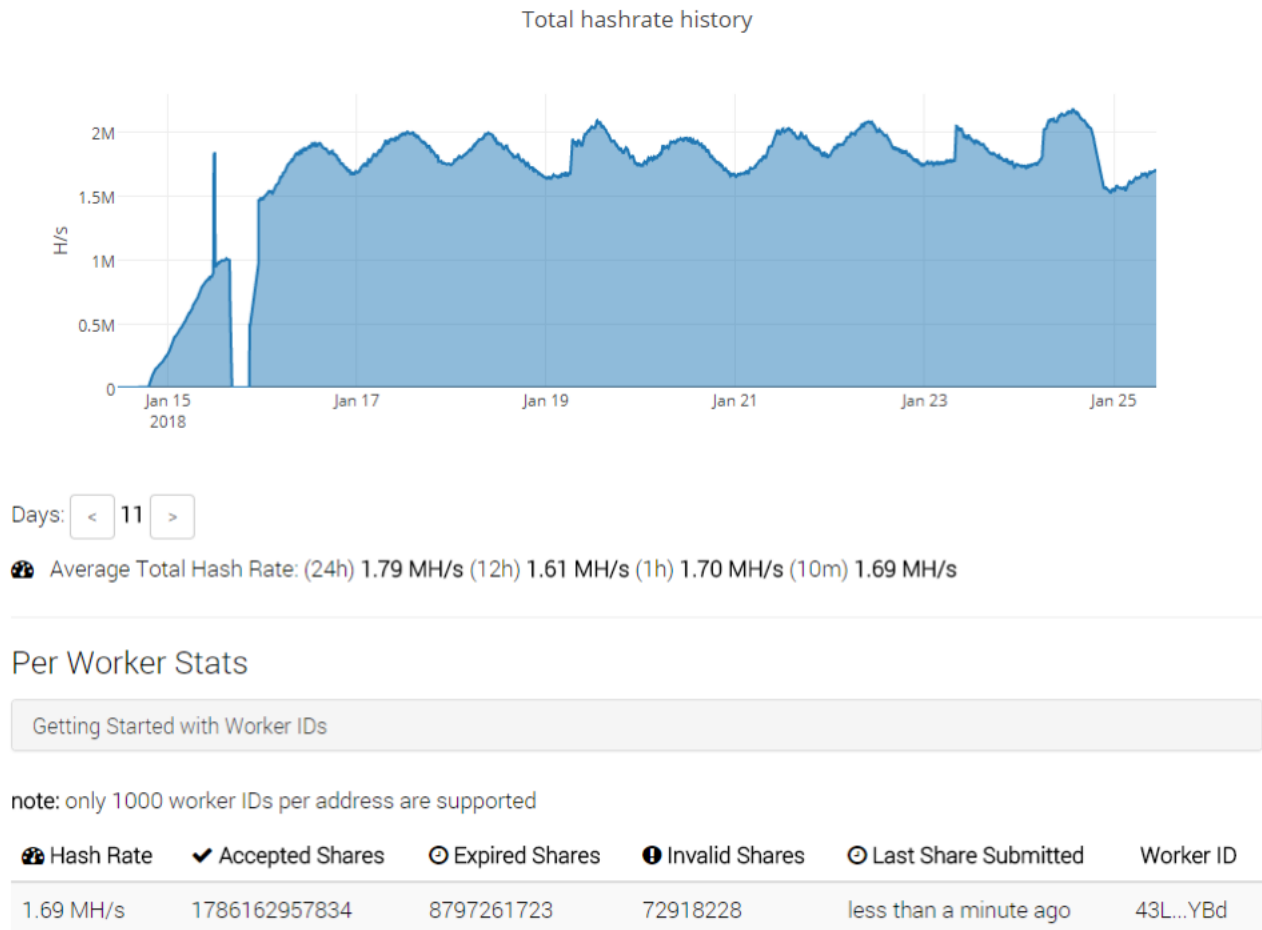 Total hashrate history
2M
1.5M
1M
0.5M
0
H/s
Jan 15 Jan 17 Jan 19 Jan 21 Jan 23 Jan 25
2018
Days: < 11 >
Average Total Hash Rate: (24h) 1.79 MH/s (12h) 1.61 MH/s (1h) 1.70 MH/s (10m) 1.69 MH/s
Per Worker Stats
Getting Started with Worker IDs
note: only 1000 worker IDs per address are supported
Hash Rate Accepted Shares Expired Shares Invalid Shares Last Share Submitted Worker ID
1.69 MH/s 1786162957834 8797261723 72918228 less than a minute ago 43L...YBd